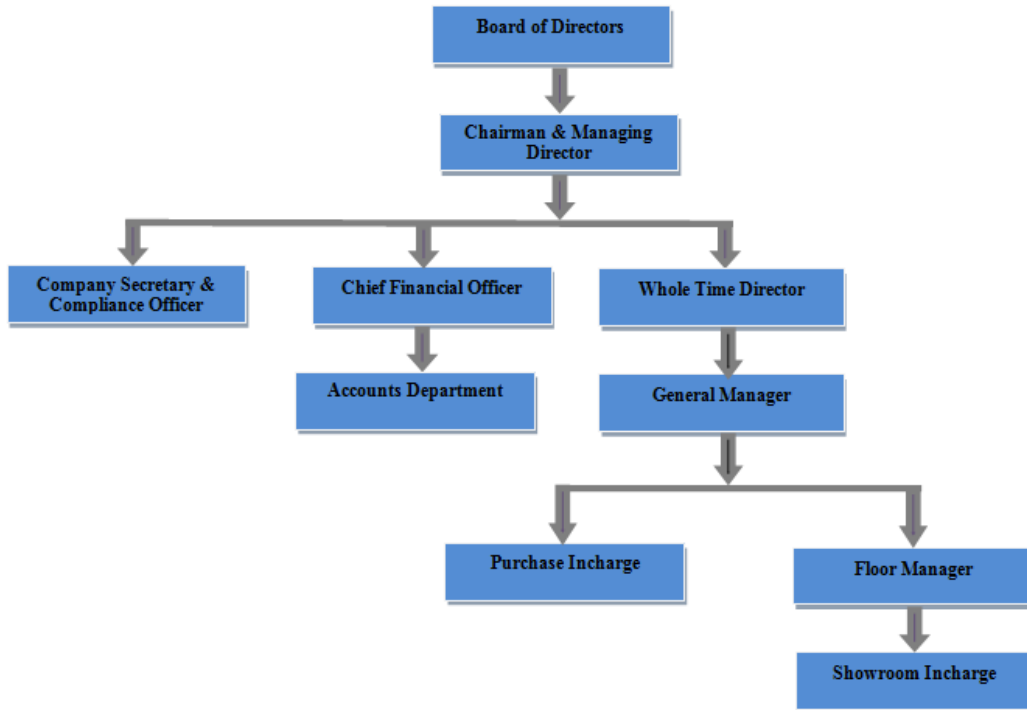 Board of Directors
Chairman & Managing
Director
Company Secretary &
Compliance Officer
Chief Financial Officer
Whole Time Director
Accounts Department
General Manager
Purchase Incharge
Floor Manager
Showroom Incharge